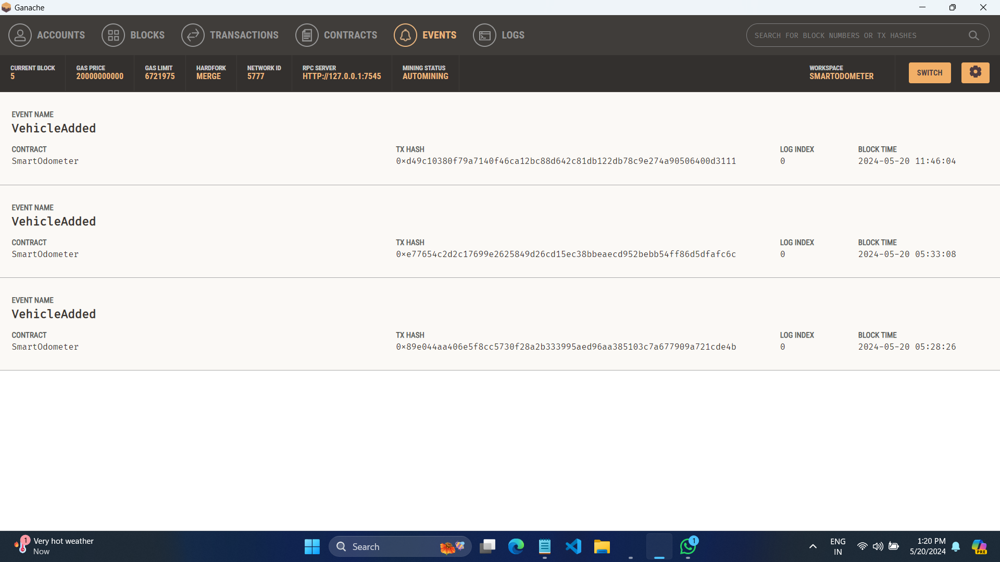 Ganache
ACCOUNTS BLOCKS TRANSACTIONS CONTRACTS EVENTS LOGS SEARCH FOR BLOCK NUMBERS OR TX HASHES
CURRENT BLOCK GAS PRICE GAS LIMIT HARDFORK NETWORK ID RPC SERVER MINING STATUS WORKSPACE
5 20000000000 6721975 MERGE 5777 HTTP://127.0.0.1:7545 AUTOMINING SMARTODOMETER SWITCH
EVENT NAME
VehicleAdded
CONTRACT TX HASH LOG INDEX BLOCK TIME
SmartOdometer 0×d49c10380f79a7140f46ca12bc88d642c81db122db78c9e274a90506400d3111 0 2024-05-20 11:46:04
EVENT NAME
VehicleAdded
CONTRACT TX HASH LOG INDEX BLOCK TIME
SmartOdometer 0×e77654c2d2c17699e2625849d26cd15ec38bbeaecd952bebb54ff86d5dfafc6c 0 2024-05-20 05:33:08
EVENT NAME
VehicleAdded
CONTRACT TX HASH LOG INDEX BLOCK TIME
SmartOdometer 0×89e044aa406e5f8cc5730f28a2b333995aed96aa385103c7a677909a721cde4b 0 2024-05-20 05:28:26
1 Very hot weather
Now
Search
1
ENG
IN
1:20 PM
5/20/2024
PRE